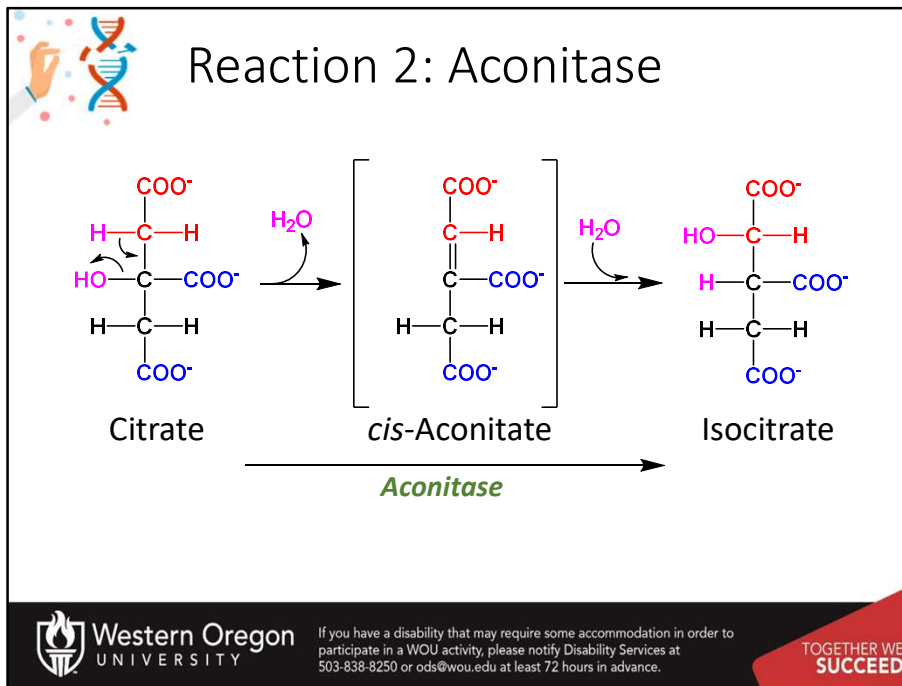 Reaction 2: Aconitase
COO⁻
H C H
HO C COO⁻
H C H
COO⁻
H₂O
COO⁻
C H
C COO⁻
H C H
COO⁻
H₂O
COO⁻
HO C H
H C COO⁻
H C H
COO⁻
Citrate
cis-Aconitate
Isocitrate
Aconitase
Western Oregon
UNIVERSITY
If you have a disability that may require some accommodation in order to
participate in a WOU activity, please notify Disability Services at
503-838-8250 or ods@wou.edu at least 72 hours in advance.
TOGETHER WE
SUCCEED